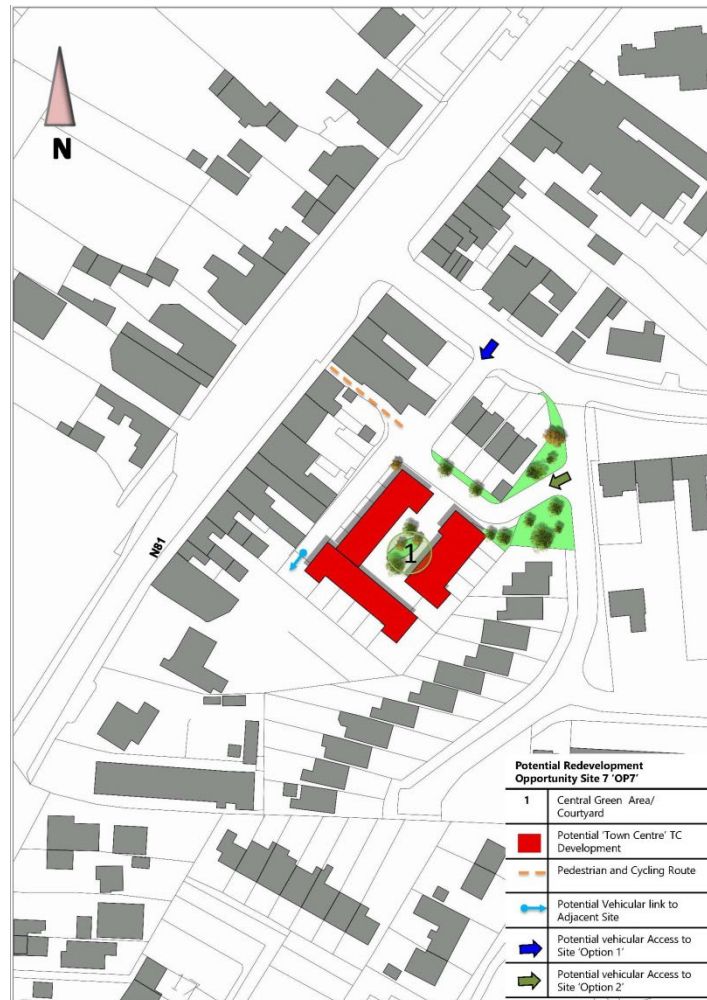 N
N81
1
Potential Redevelopment
Opportunity Site 7 'OP7'
1 Central Green Area/
Courtyard
Potential 'Town Centre' TC
Development
Pedestrian and Cycling Route
Potential Vehicular link to
Adjacent Site
Potential vehicular Access to
Site 'Option 1'
Potential vehicular Access to
Site 'Option 2'